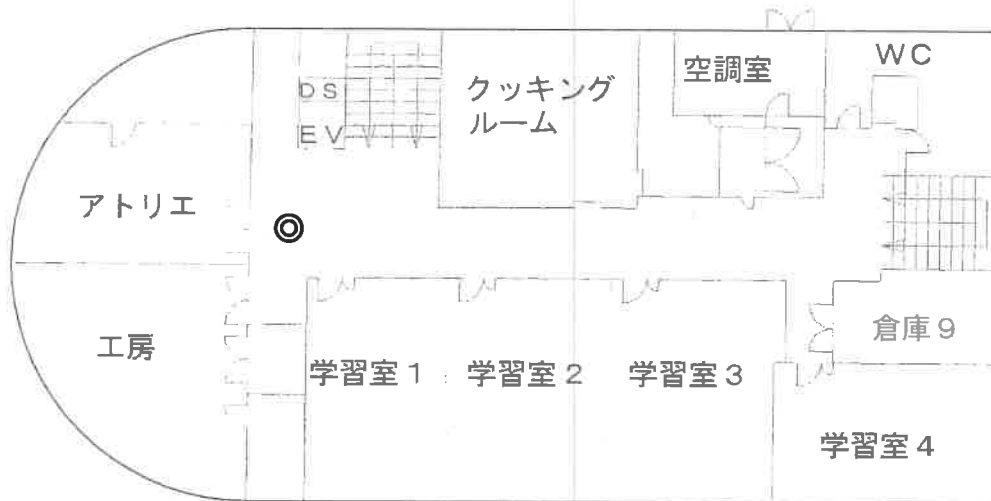 WC
空調室
クッキング
ルーム
DS
EV
アトリエ
工房
学習室1
学習室2
学習室3
倉庫9
学習室4